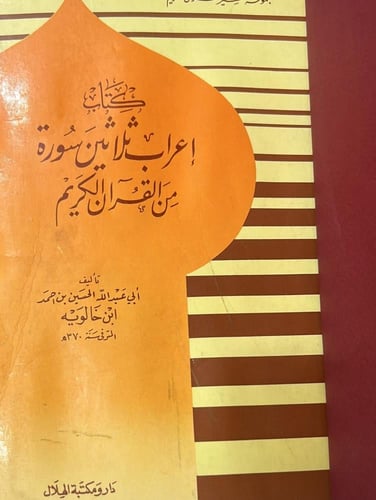 كتاب
إعراب ثلاثين سورة
من القرآن الكريم
تأليف
أبي عبد الله الحسين بن احمد
ابن خالويه
المتوفى سنة ٣٧٠ هـ
دار ومكتبة الهلال